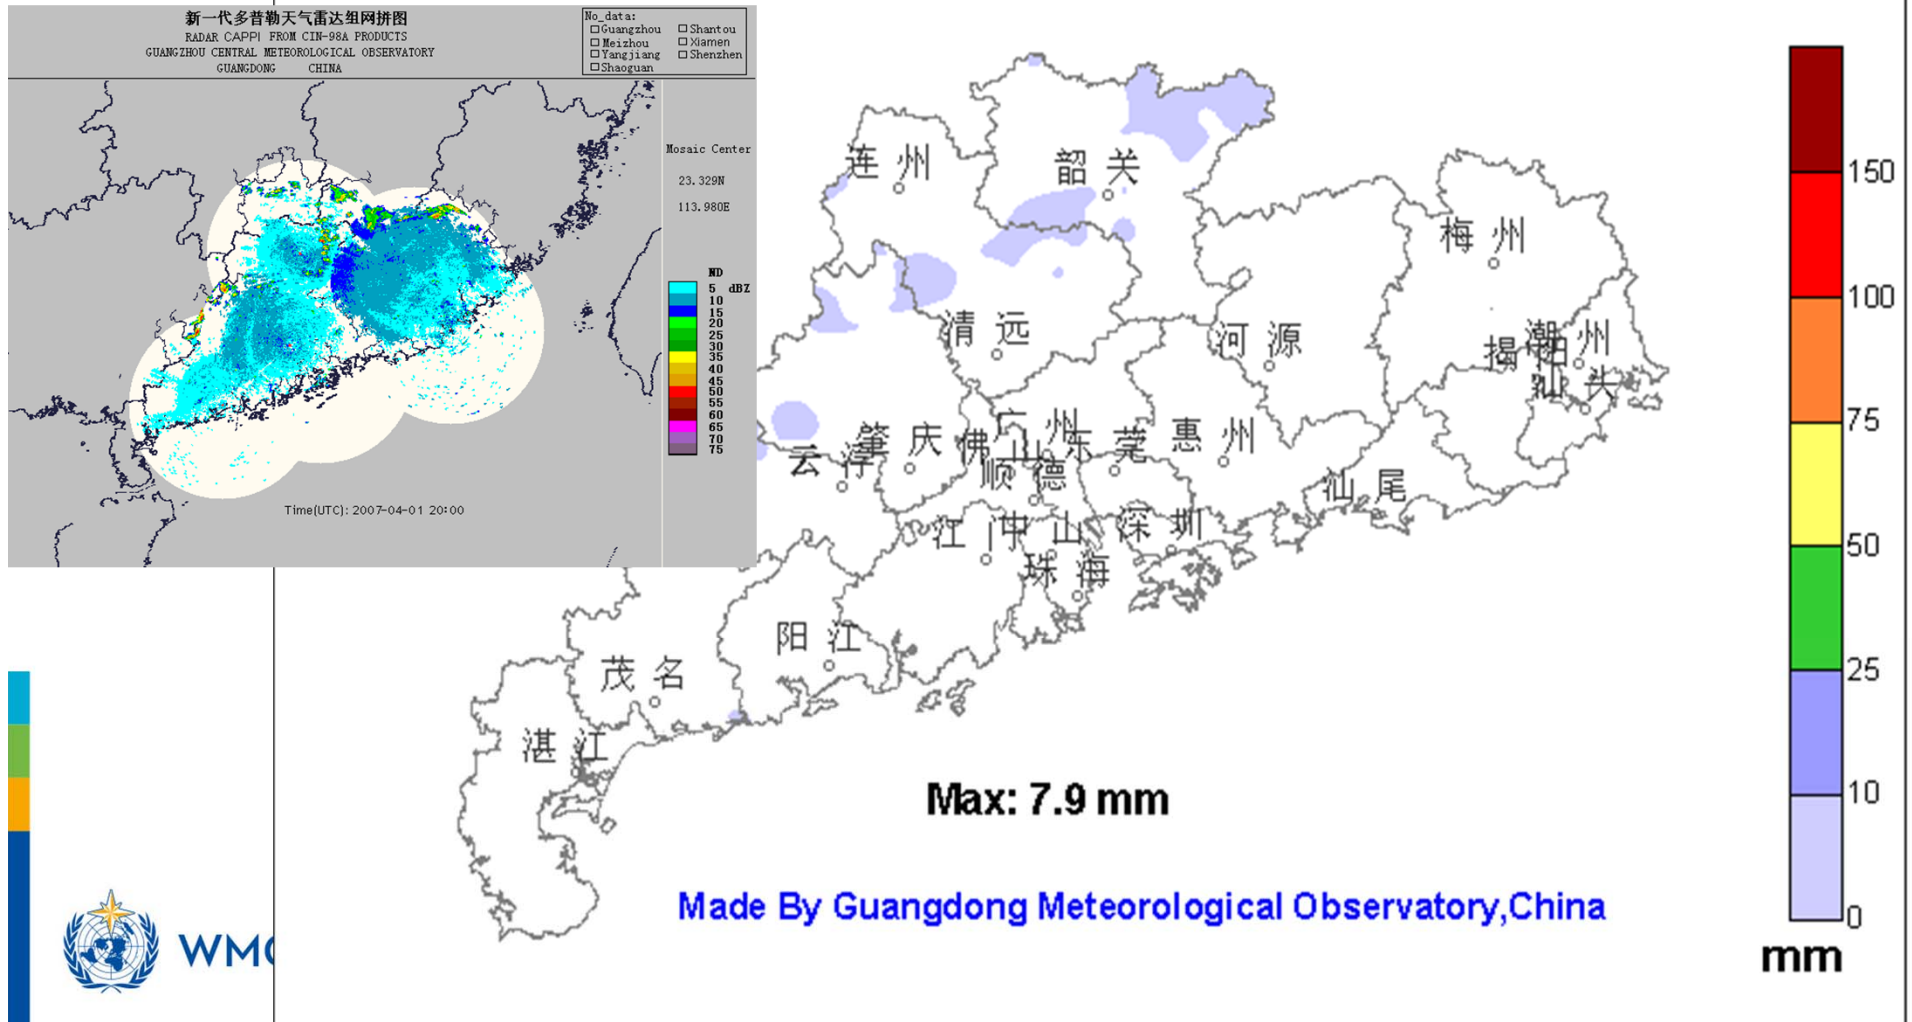 新一代多普勒天气雷达组网拼图
RADAR CAPPI FROM CIN-98A PRODUCTS
GUANGZHOU CENTRAL METEOROLOGICAL OBSERVATORY
GUANGDONG CHINA
No_data:
Guangzhou Shantou
Meizhou Xiamen
Yangjiang Shenzhen
Shaoguan
Mosaic Center
23.329N
113.980E
ND
5 dBZ
10
15
20
25
30
35
40
45
50
55
60
65
70
75
Time(UTC): 2007-04-01 20:00
连州
韶关
梅州
清远
河源
潮州
揭阳
汕头
广州
肇庆
佛山
东莞
惠州
云浮
顺德
汕尾
江门
中山
深圳
珠海
阳江
茂名
湛江
Max: 7.9 mm
Made By Guangdong Meteorological Observatory,China
150
100
75
50
25
10
0
mm